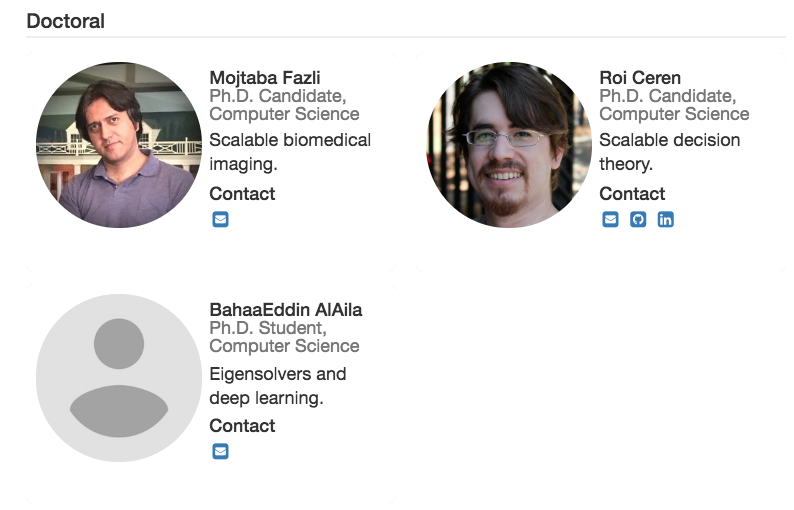 Doctoral
Mojtaba Fazli
Ph.D. Candidate,
Computer Science
Scalable biomedical
imaging.
Contact
Roi Ceren
Ph.D. Candidate,
Computer Science
Scalable decision
theory.
Contact
in
BahaaEddin AlAila
Ph.D. Student,
Computer Science
Eigensolvers and
deep learning.
Contact